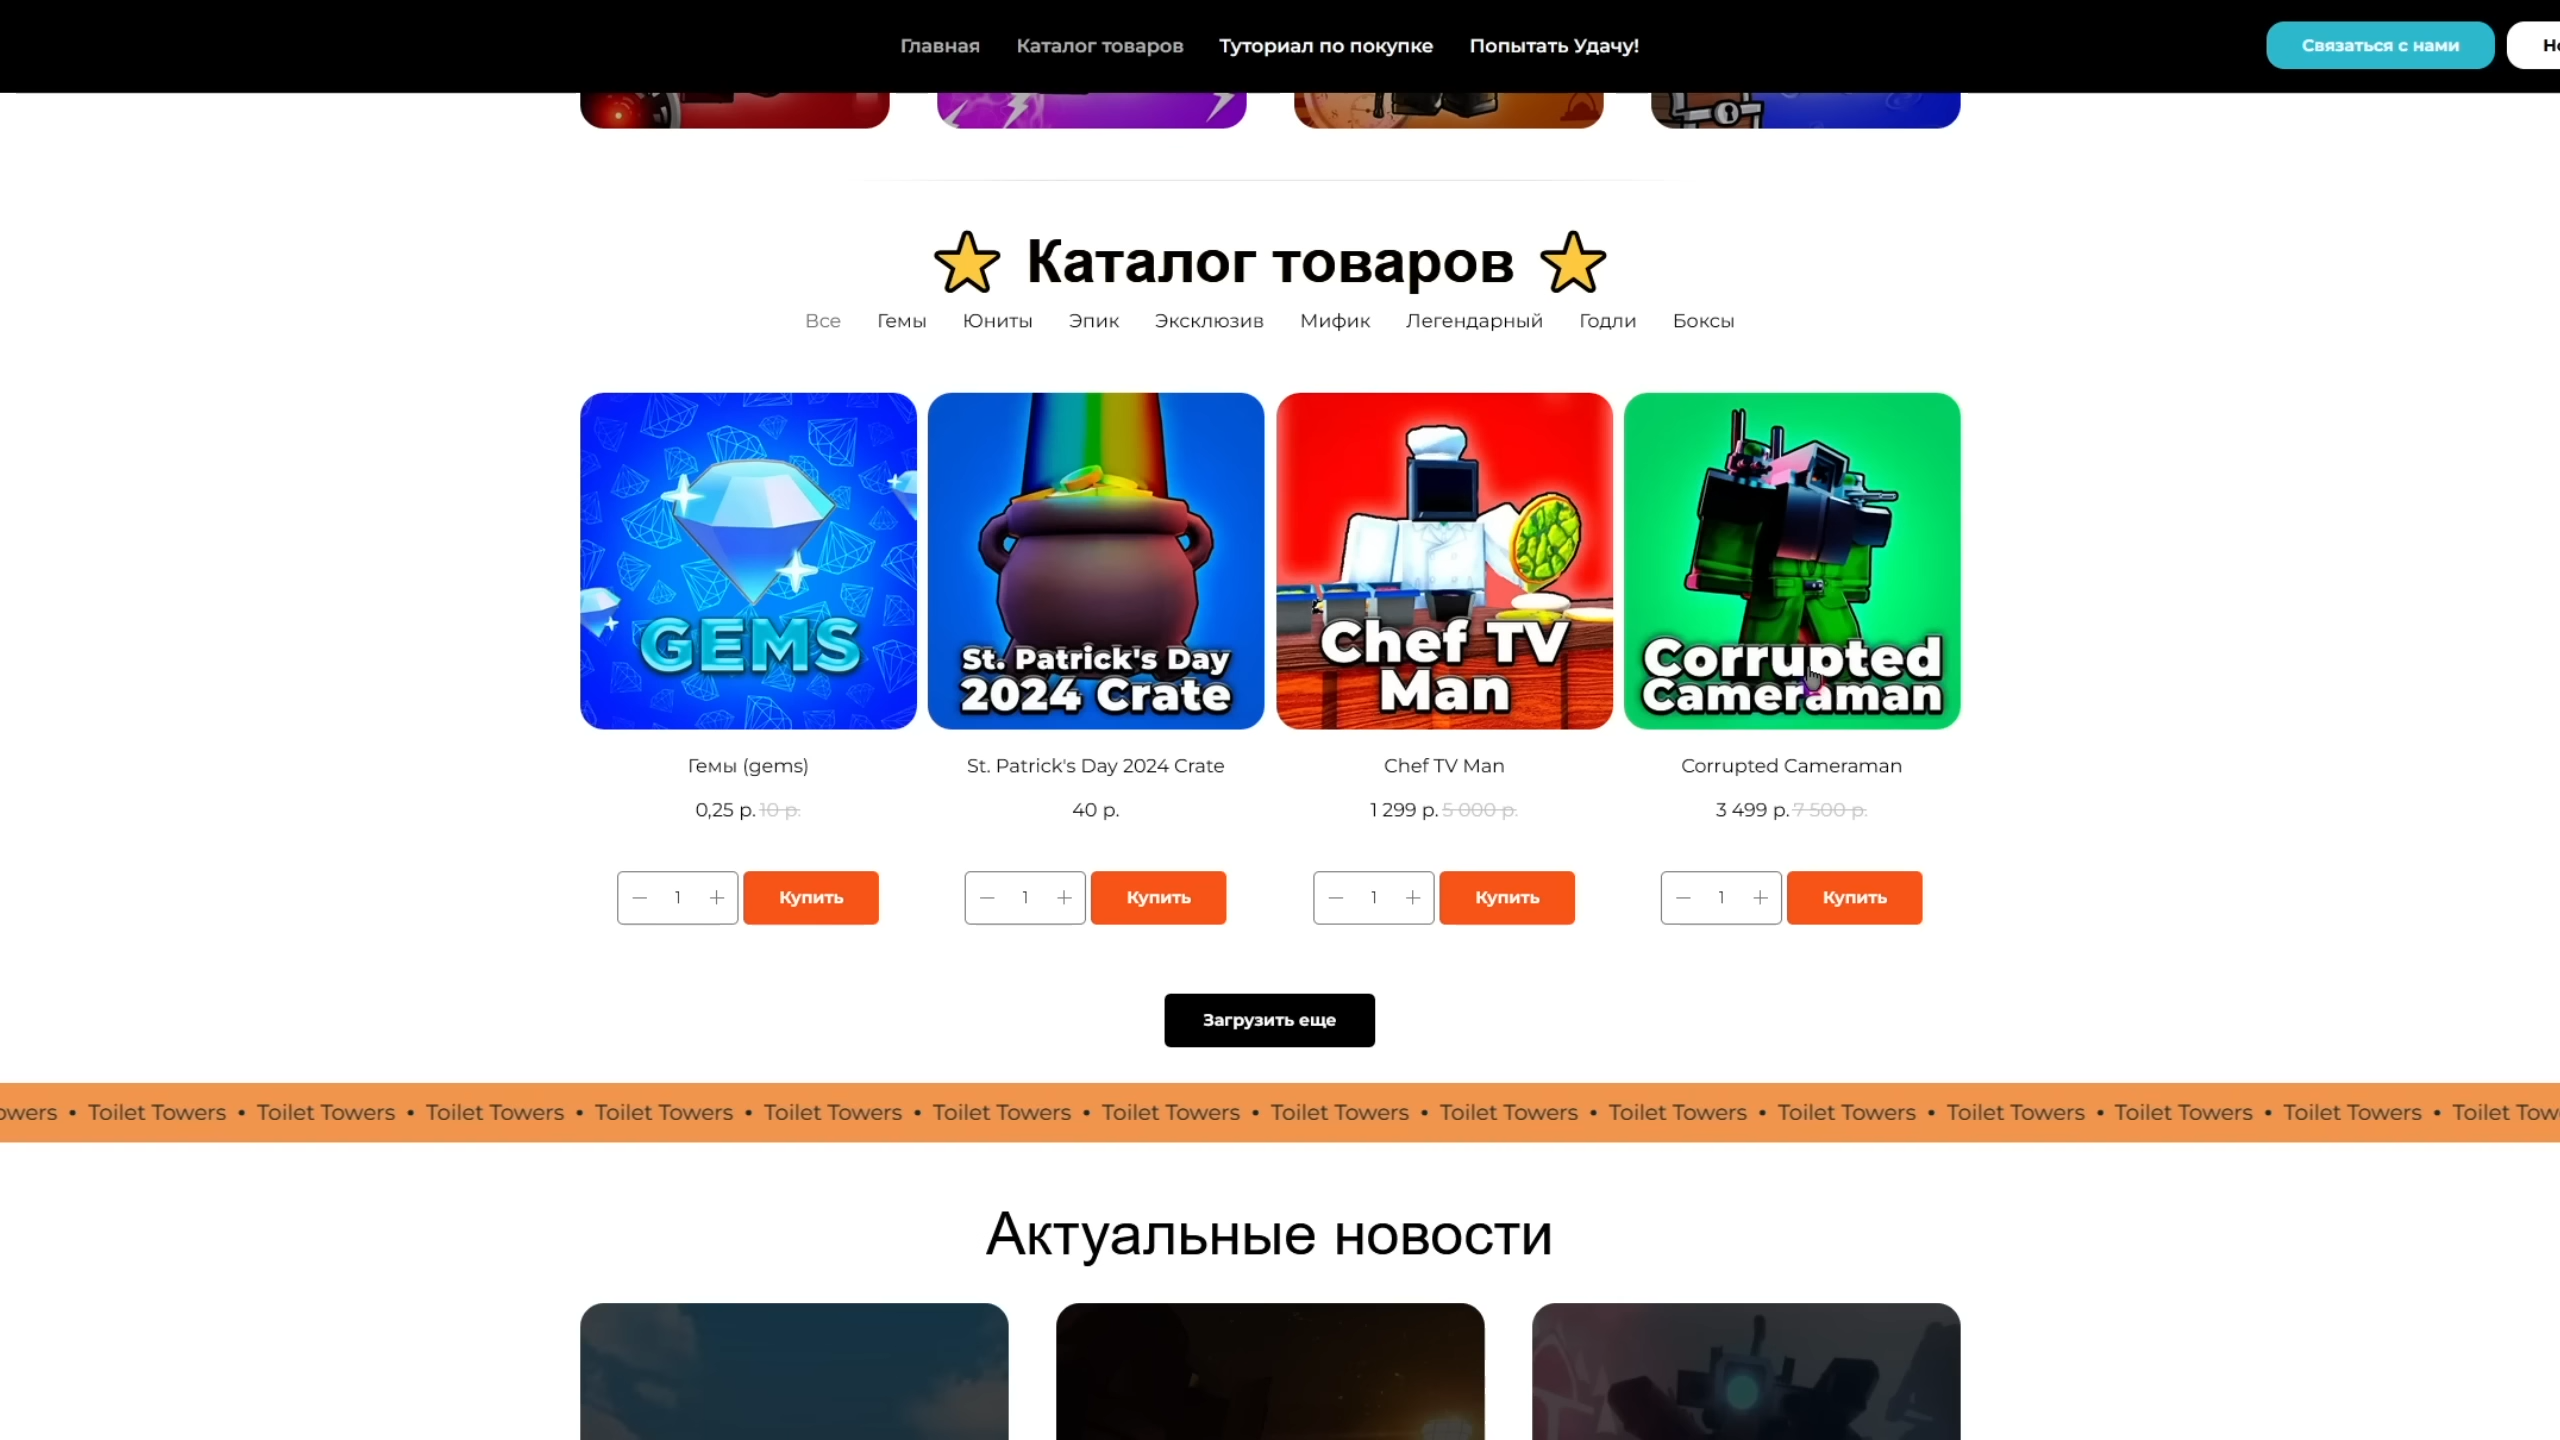 Главная Каталог товаров Туториал по покупке Попытать Удачу! Связаться с нами
Каталог товаров
Все Гемы Юниты Эпик Эксклюзив Мифик Легендарный Годли Боксы
GEMS
St. Patrick's Day
2024 Crate
Chef TV
Man
Corrupted
Cameraman
Гемы (gems) St. Patrick's Day 2024 Crate Chef TV Man Corrupted Cameraman
0,25 р. 10 р. 40 р. 1 299 р. 5 000 р. 3 499 р. 7 500 р.
1 Купить 1 Купить 1 Купить 1 Купить
Загрузить еще
owers • Toilet Towers • Toilet Towers • Toilet Towers • Toilet Towers • Toilet Towers • Toilet Towers • Toilet Towers • Toilet Towers • Toilet Towers • Toilet Towers • Toilet Towers • Toilet Towers • Toilet Towers • Toilet Towers • Toilet Tow
Актуальные новости